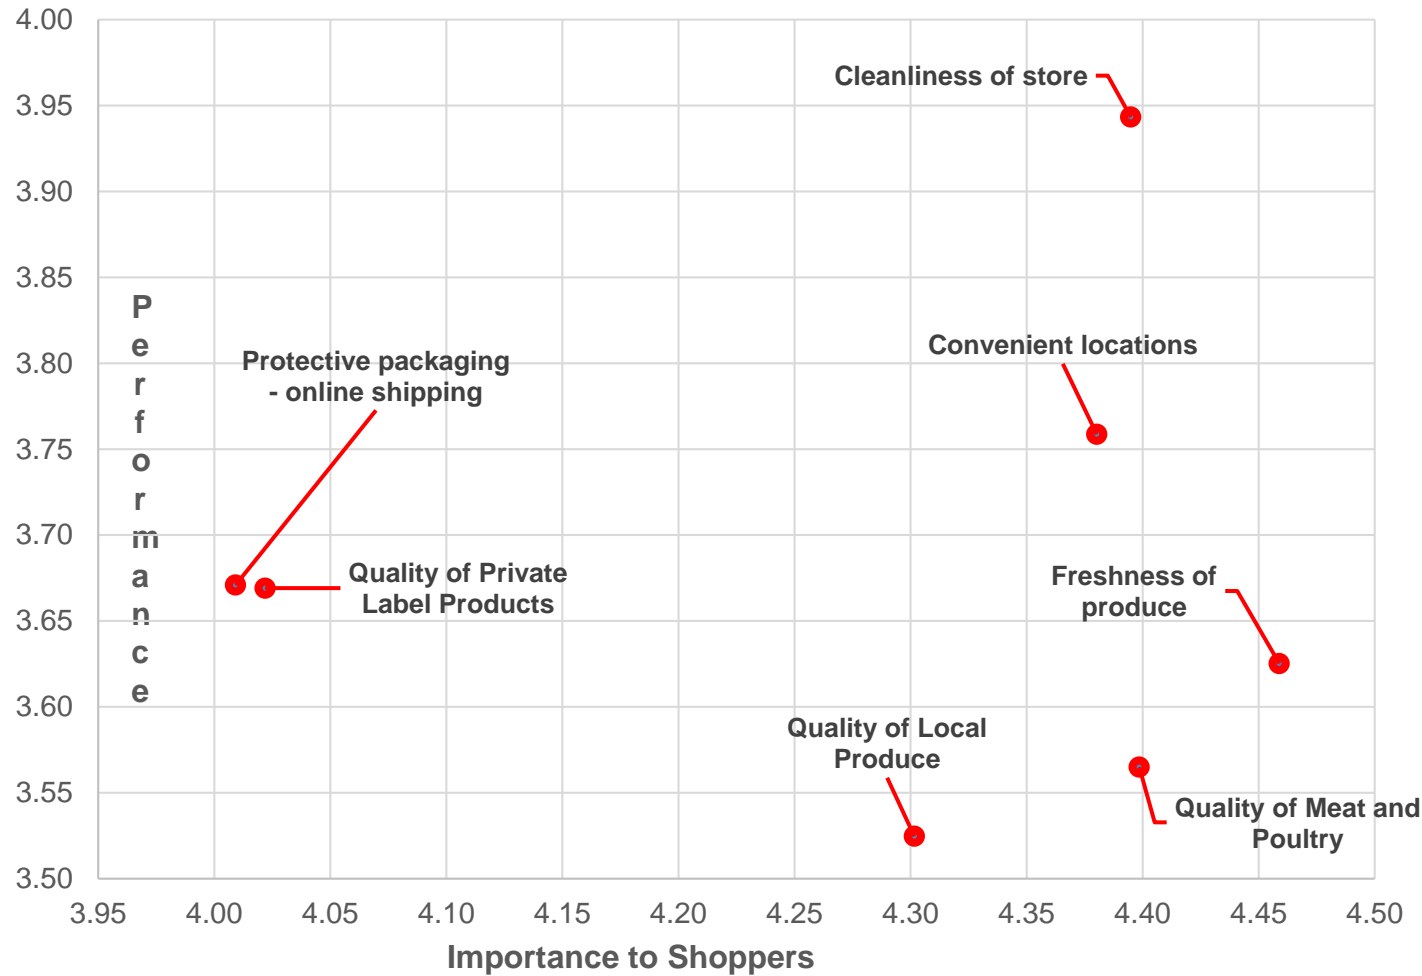 4.00
Cleanliness of store
3.95
3.90
3.85
Performance
3.80
Convenient locations
Protective packaging
- online shipping
3.75
3.70
Quality of Private
Label Products
Freshness of
produce
3.65
3.60
Quality of Local
Produce
3.55
Quality of Meat and
Poultry
3.50
3.95 4.00 4.05 4.10 4.15 4.20 4.25 4.30 4.35 4.40 4.45 4.50
Importance to Shoppers